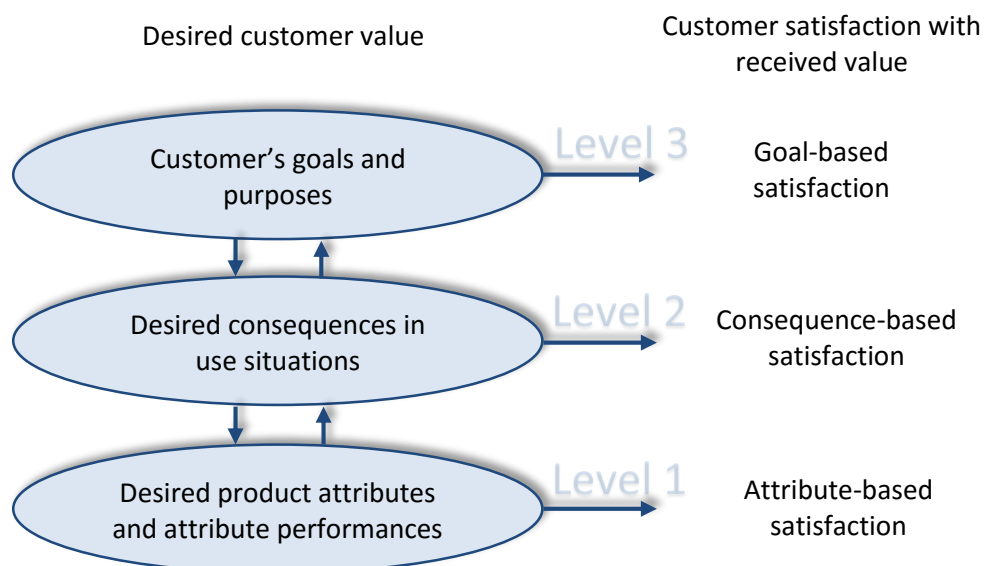 Desired customer value
Customer satisfaction with
received value
Customer’s goals and
purposes
Level 3
Goal-based
satisfaction
Desired consequences in
use situations
Level 2
Consequence-based
satisfaction
Desired product attributes
and attribute performances
Level 1
Attribute-based
satisfaction